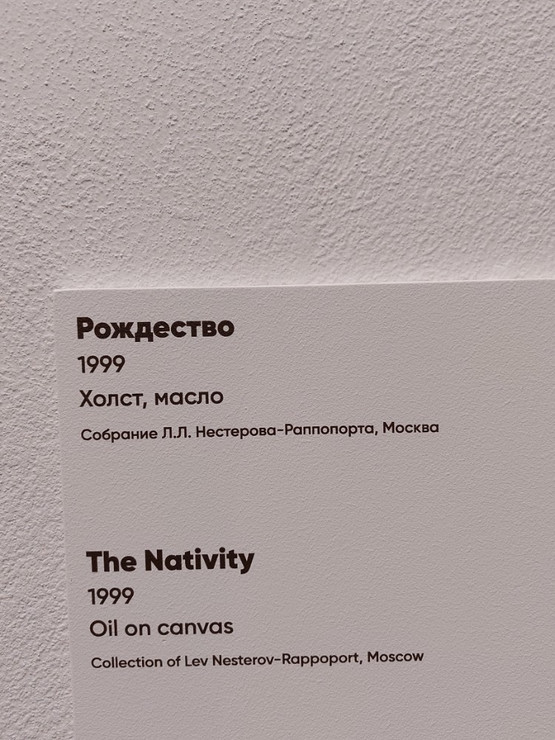 Рождество
1999
Холст, масло
Собрание Л.Л. Нестерова-Раппопорта, Москва
The Nativity
1999
Oil on canvas
Collection of Lev Nesterov-Rappoport, Moscow